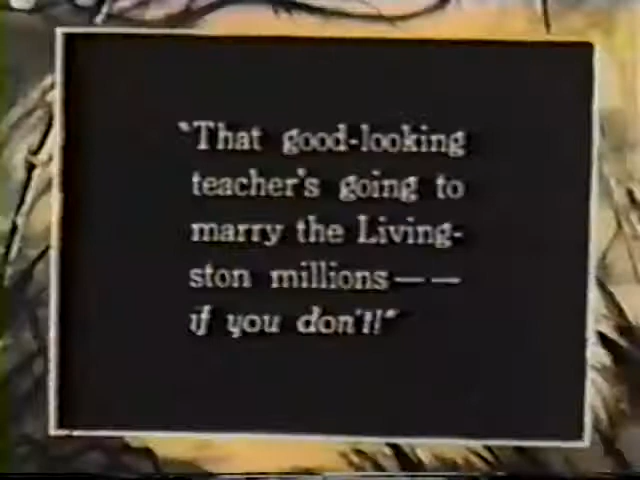 "That good-looking
teacher's going to
marry the Living-
ston millions——
if you don't!"